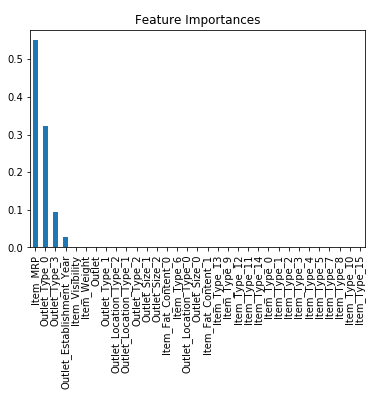 Feature Importances
0.5
0.4
0.3
0.2
0.1
0.0
Item_MRP
Outlet_Type_0
Outlet_Type_3
Outlet_Establishment_Year
Item_Visibility
Item_Weight
Outlet
Outlet_Type_1
Outlet_Location_Type_2
Outlet_Location_Type_1
Outlet_Type_2
Outlet_Size_1
Outlet_Size_2
Item_Fat_Content_0
Item_Type_6
Outlet_Location_Type_0
Outlet_Size_0
Item_Fat_Content_1
Item_Type_13
Item_Type_9
Item_Type_12
Item_Type_11
Item_Type_14
Item_Type_0
Item_Type_1
Item_Type_2
Item_Type_3
Item_Type_4
Item_Type_5
Item_Type_7
Item_Type_8
Item_Type_10
Item_Type_15